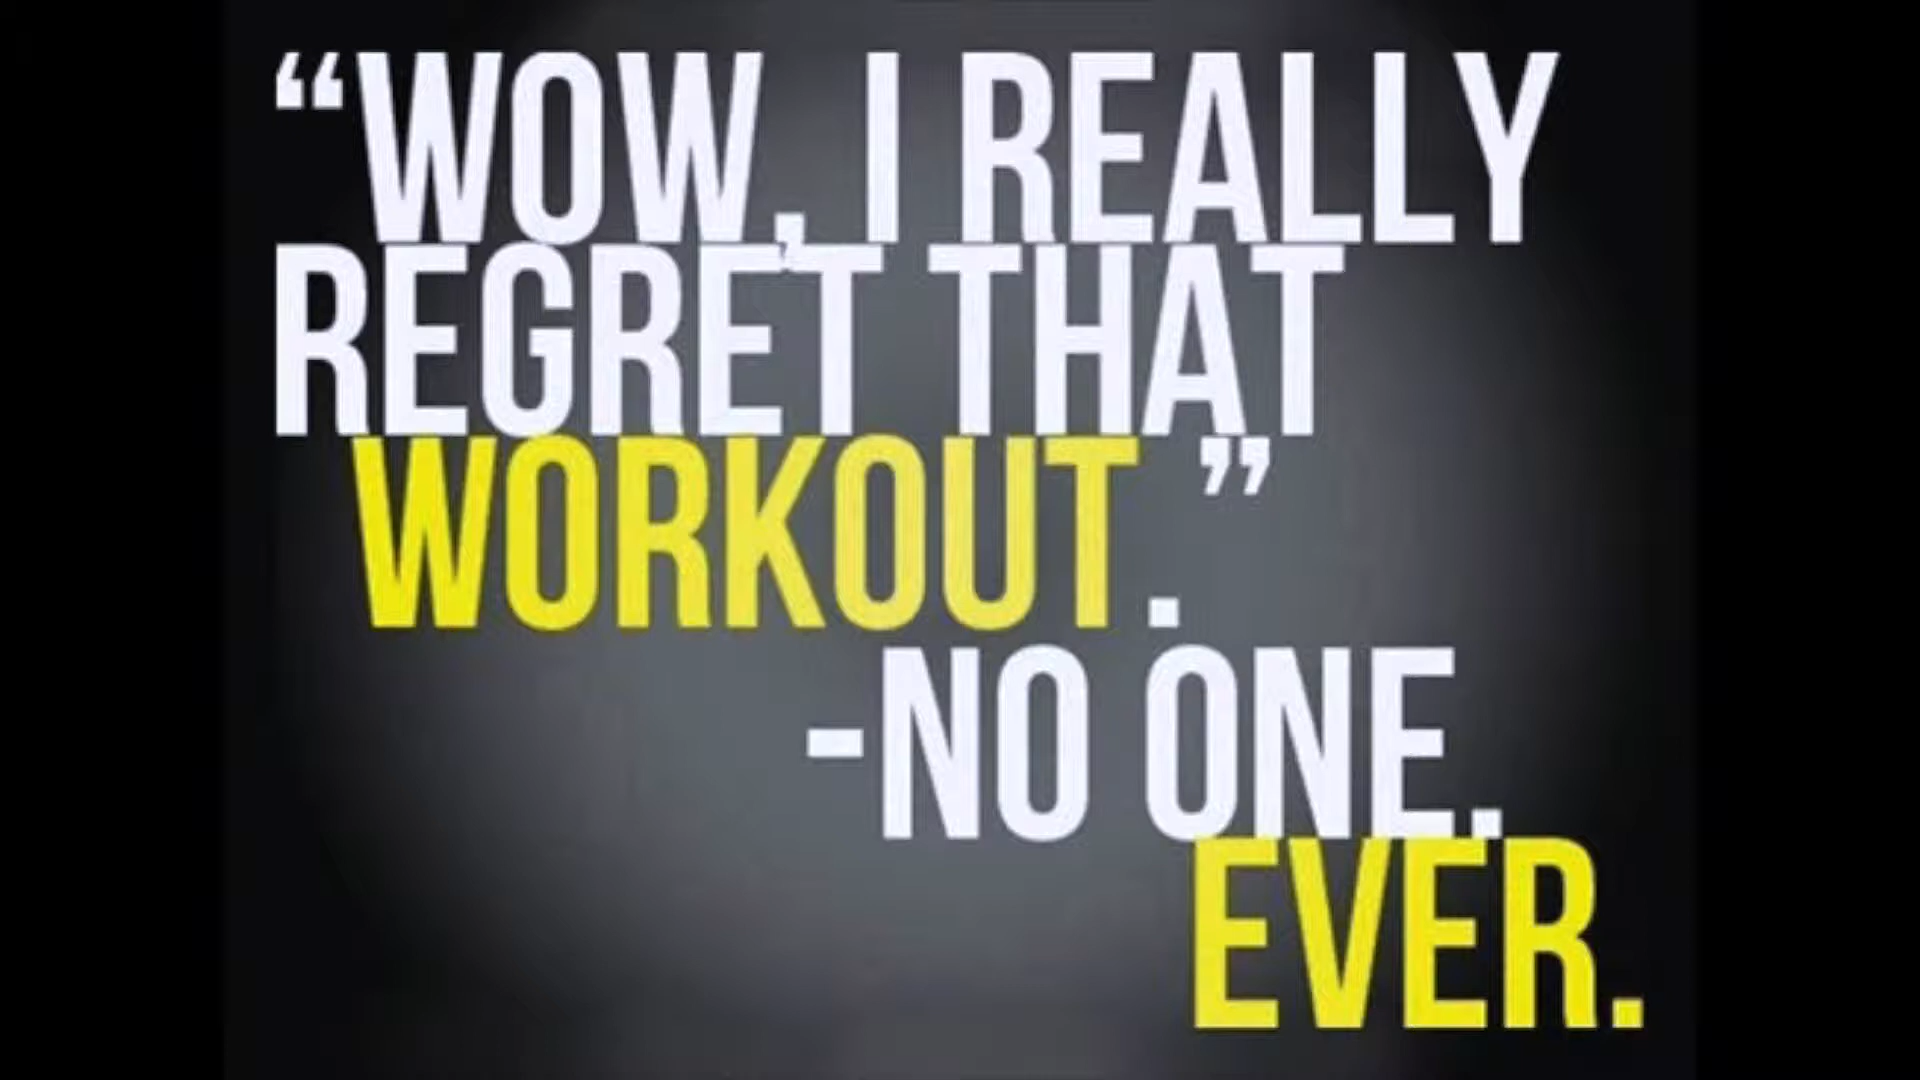 “WOW, I REALLY
REGRET THAT
WORKOUT.”
-NO ONE.
EVER.